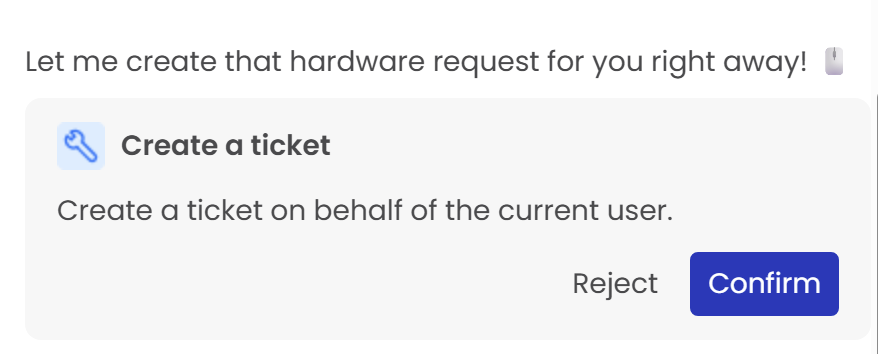 Let me create that hardware request for you right away! 🖱️
Create a ticket
Create a ticket on behalf of the current user.
Reject
Confirm